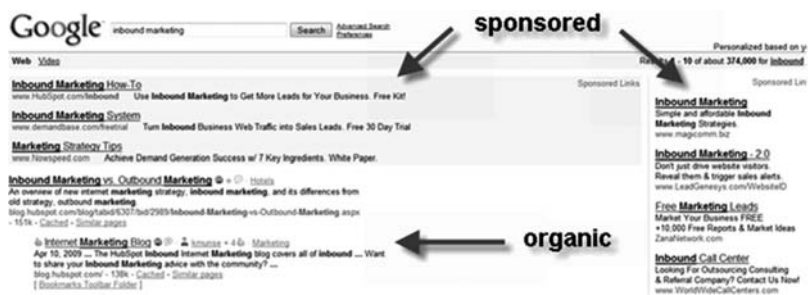 sponsored
Google inbound marketing Search Advanced Search
Preferences
Personalized based on y
Web Video
Results 1 - 10 of about 374,000 for Inbound
Inbound Marketing How-To
Sponsored Links
www.HubSpot.com/Inbound Use Inbound Marketing to Get More Leads for Your Business. Free Kit!
Inbound Marketing System
www.demandbase.com/freetrial Turn Inbound Business Web Traffic into Sales Leads. Free 30 Day Trial
Marketing Strategy Tips
www.Nowspeed.com Achieve Demand Generation Success w/ 7 Key Ingredients. White Paper.
Inbound Marketing vs. Outbound Marketing - Hotels
An overview of new internet marketing strategy, inbound marketing, and its differences from
old strategy, outbound marketing.
blog.hubspot.com/blog/tabid/6307/bid/2989/Inbound-Marketing-vs-Outbound-Marketing.aspx
- 151k - Cached - Similar pages
Internet Marketing Blog kmunse + 4 - Marketing
Apr 10, 2009 ... The HubSpot Inbound Internet Marketing blog covers all of inbound ... Want
to share your Inbound Marketing advice with the community? ...
blog.hubspot.com/ - 138k - Cached - Similar pages
[ Bookmarks Toolbar Folder ]
organic
Sponsored Lin
Inbound Marketing
Simple and affordable Inbound
Marketing Strategies.
www.magicomm.biz
Inbound Marketing - 2.0
Don't just drive website visitors.
Reveal them & trigger sales alerts.
www.LeadGenesys.com/WebsiteID
Free Marketing Leads
Market Your Business FREE
+10,000 Free Reports & Market Ideas
ZanaNetwork.com
Inbound Call Center
Looking For Outsourcing Consulting
& Referral Company? Contact Us Now!
www.WorldWideCallCenters.com